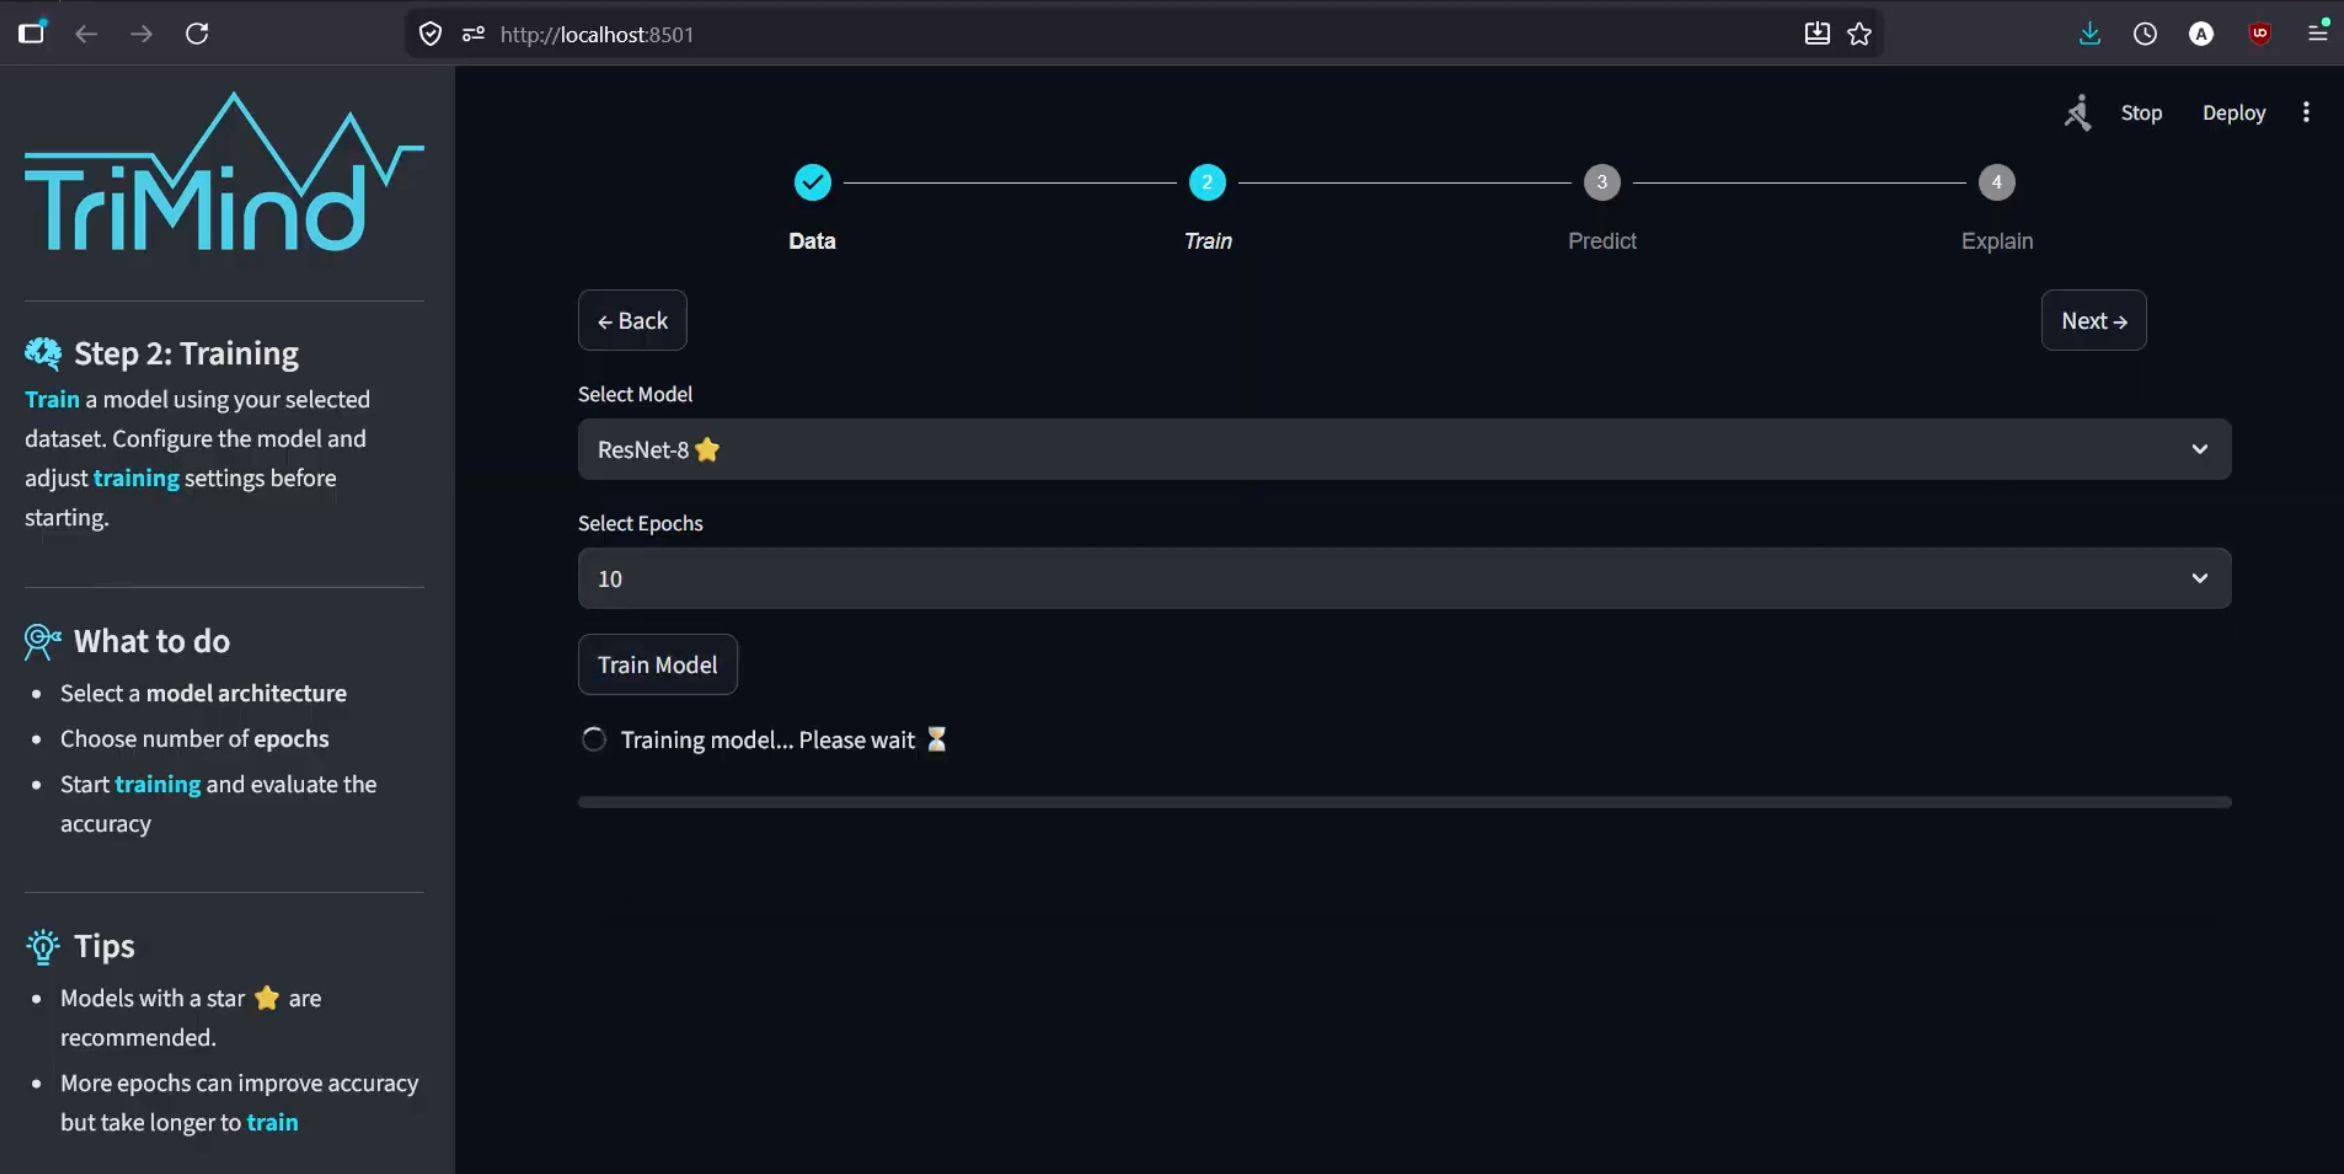 http://localhost:8501
A
Stop
Deploy
TriMind
2
3
4
Data
Train
Predict
Explain
← Back
Next →
Step 2: Training
Train a model using your selected
dataset. Configure the model and
adjust training settings before
starting.
Select Model
ResNet-8 ⭐
Select Epochs
10
What to do
• Select a model architecture
• Choose number of epochs
• Start training and evaluate the
accuracy
Train Model
Training model... Please wait ⏳
Tips
• Models with a star ⭐ are
recommended.
• More epochs can improve accuracy
but take longer to train